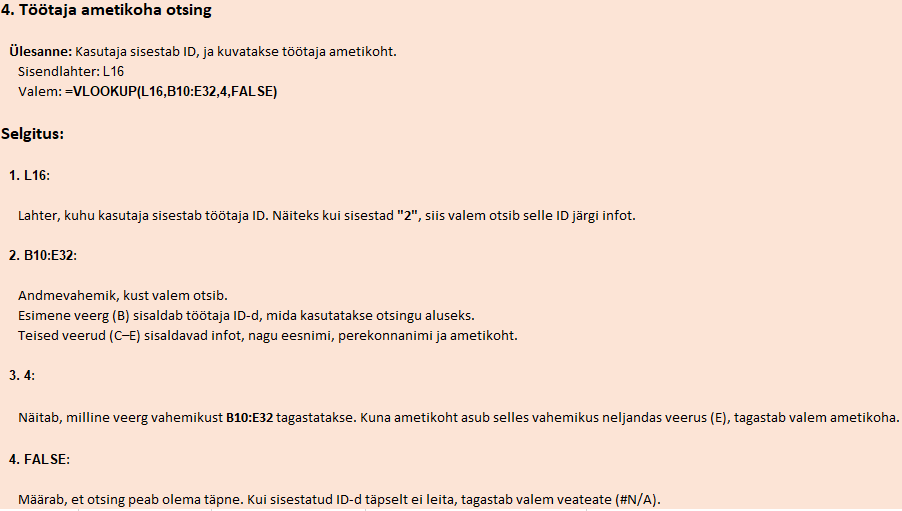 4. Töötaja ametikoha otsing
Ülesanne: Kasutaja sisestab ID, ja kuvatakse töötaja ametikoht.
Sisendlahter: L16
Valem: =VLOOKUP(L16,B10:E32,4,FALSE)
Selgitus:
1. L16:
Lahter, kuhu kasutaja sisestab töötaja ID. Näiteks kui sisestad "2", siis valem otsib selle ID järgi infot.
2. B10:E32:
Andmevahemik, kust valem otsib.
Esimene veerg (B) sisaldab töötaja ID-d, mida kasutatakse otsingu aluseks.
Teised veerud (C–E) sisaldavad infot, nagu eesnimi, perekonnanimi ja ametikoht.
3. 4:
Näitab, milline veerg vahemikust B10:E32 tagastatakse. Kuna ametikoht asub selles vahemikus neljandas veerus (E), tagastab valem ametikoha.
4. FALSE:
Määrab, et otsing peab olema täpne. Kui sisestatud ID-d täpselt ei leita, tagastab valem veateate (#N/A).